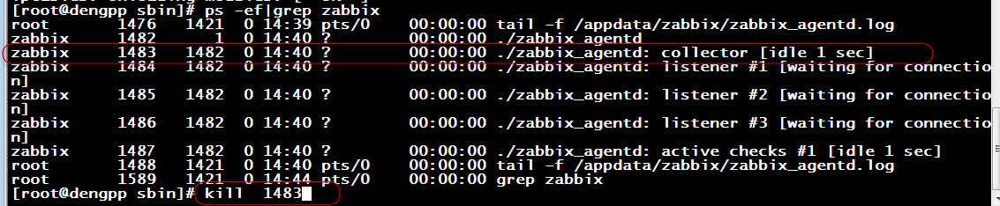 [root@dengpp sbin]# ps -ef|grep zabbix
root      1476  1421  0 14:39 pts/0    00:00:00 tail -f /appdata/zabbix/zabbix_agentd.log
zabbix    1482     1  0 14:40 ?        00:00:00 ./zabbix_agentd
zabbix    1483  1482  0 14:40 ?        00:00:00 ./zabbix_agentd: collector [idle 1 sec]
zabbix    1484  1482  0 14:40 ?        00:00:00 ./zabbix_agentd: listener #1 [waiting for connectio
n]
zabbix    1485  1482  0 14:40 ?        00:00:00 ./zabbix_agentd: listener #2 [waiting for connectio
n]
zabbix    1486  1482  0 14:40 ?        00:00:00 ./zabbix_agentd: listener #3 [waiting for connectio
n]
zabbix    1487  1482  0 14:40 ?        00:00:00 ./zabbix_agentd: active checks #1 [idle 1 sec]
root      1488  1421  0 14:40 pts/0    00:00:00 tail -f /appdata/zabbix/zabbix_agentd.log
root      1589  1421  0 14:44 pts/0    00:00:00 grep zabbix
[root@dengpp sbin]# kill  1483